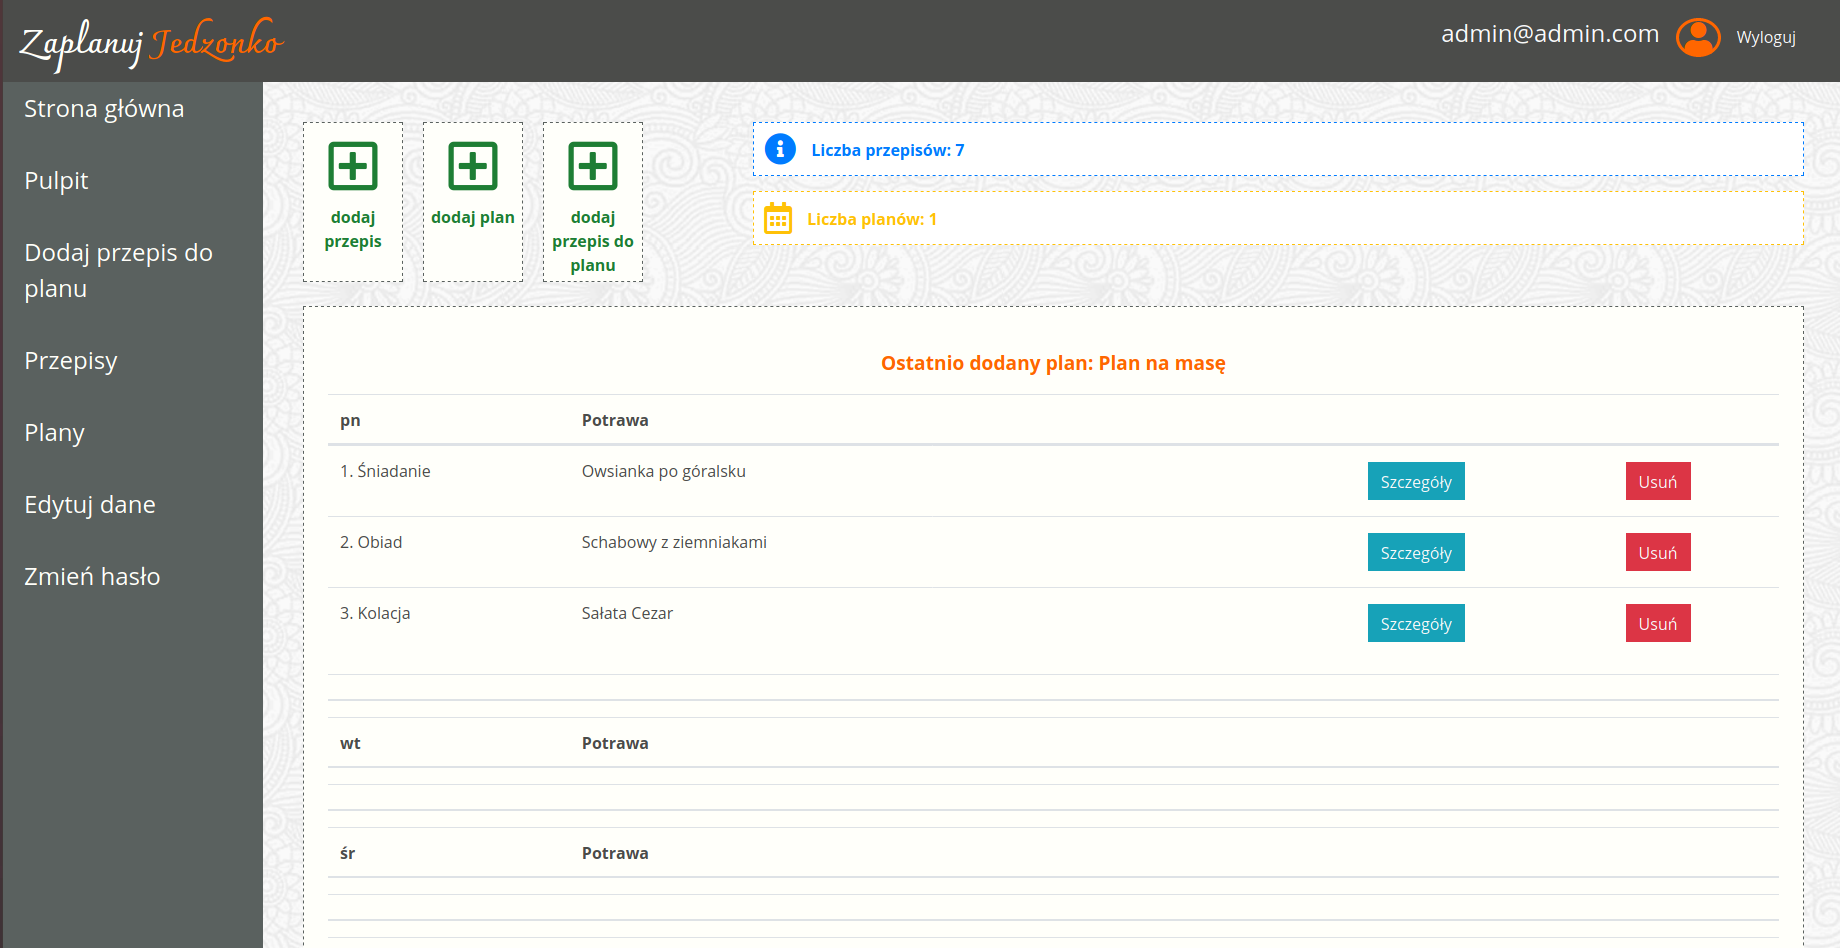 Zaplanuj Jedzonko
admin@admin.com
Wyloguj
Strona główna
Pulpit
Dodaj przepis do
planu
Przepisy
Plany
Edytuj dane
Zmień hasło
dodaj
przepis
dodaj plan
dodaj
przepis do
planu
Liczba przepisów: 7
Liczba planów: 1
Ostatnio dodany plan: Plan na masę
pn Potrawa
1. Śniadanie Owsianka po góralsku Szczegóły Usuń
2. Obiad Schabowy z ziemniakami Szczegóły Usuń
3. Kolacja Sałata Cezar Szczegóły Usuń
wt Potrawa
śr Potrawa